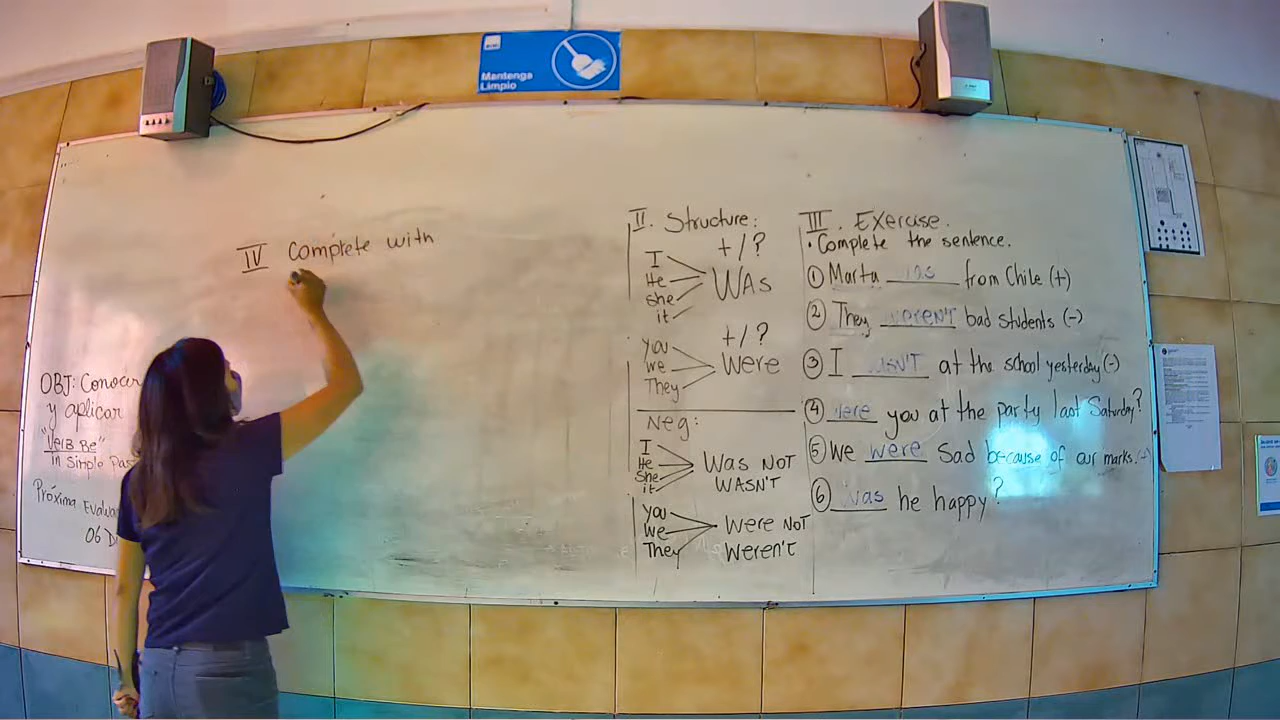 Mantenga
Limpio
IV Complete with
OBJ: Conocer
y aplicar
"Verb Be"
in Simple Pas
Próxima Evalua
06 D
II. Structure:
+/?
I
He
She
it
WAS
+/?
you
we
They
Were
Neg:
I
He
She
it
Was NOT
WASN'T
you
we
They
Were NOT
Weren't
III. Exercise.
• Complete the sentence.
① Marta was from Chile (+)
② They weren'T bad students (-)
③ I wasN'T at the school yesterday (-)
④ Were you at the party last Saturday?
⑤ We were sad because of our marks. (+)
⑥ Was he happy?